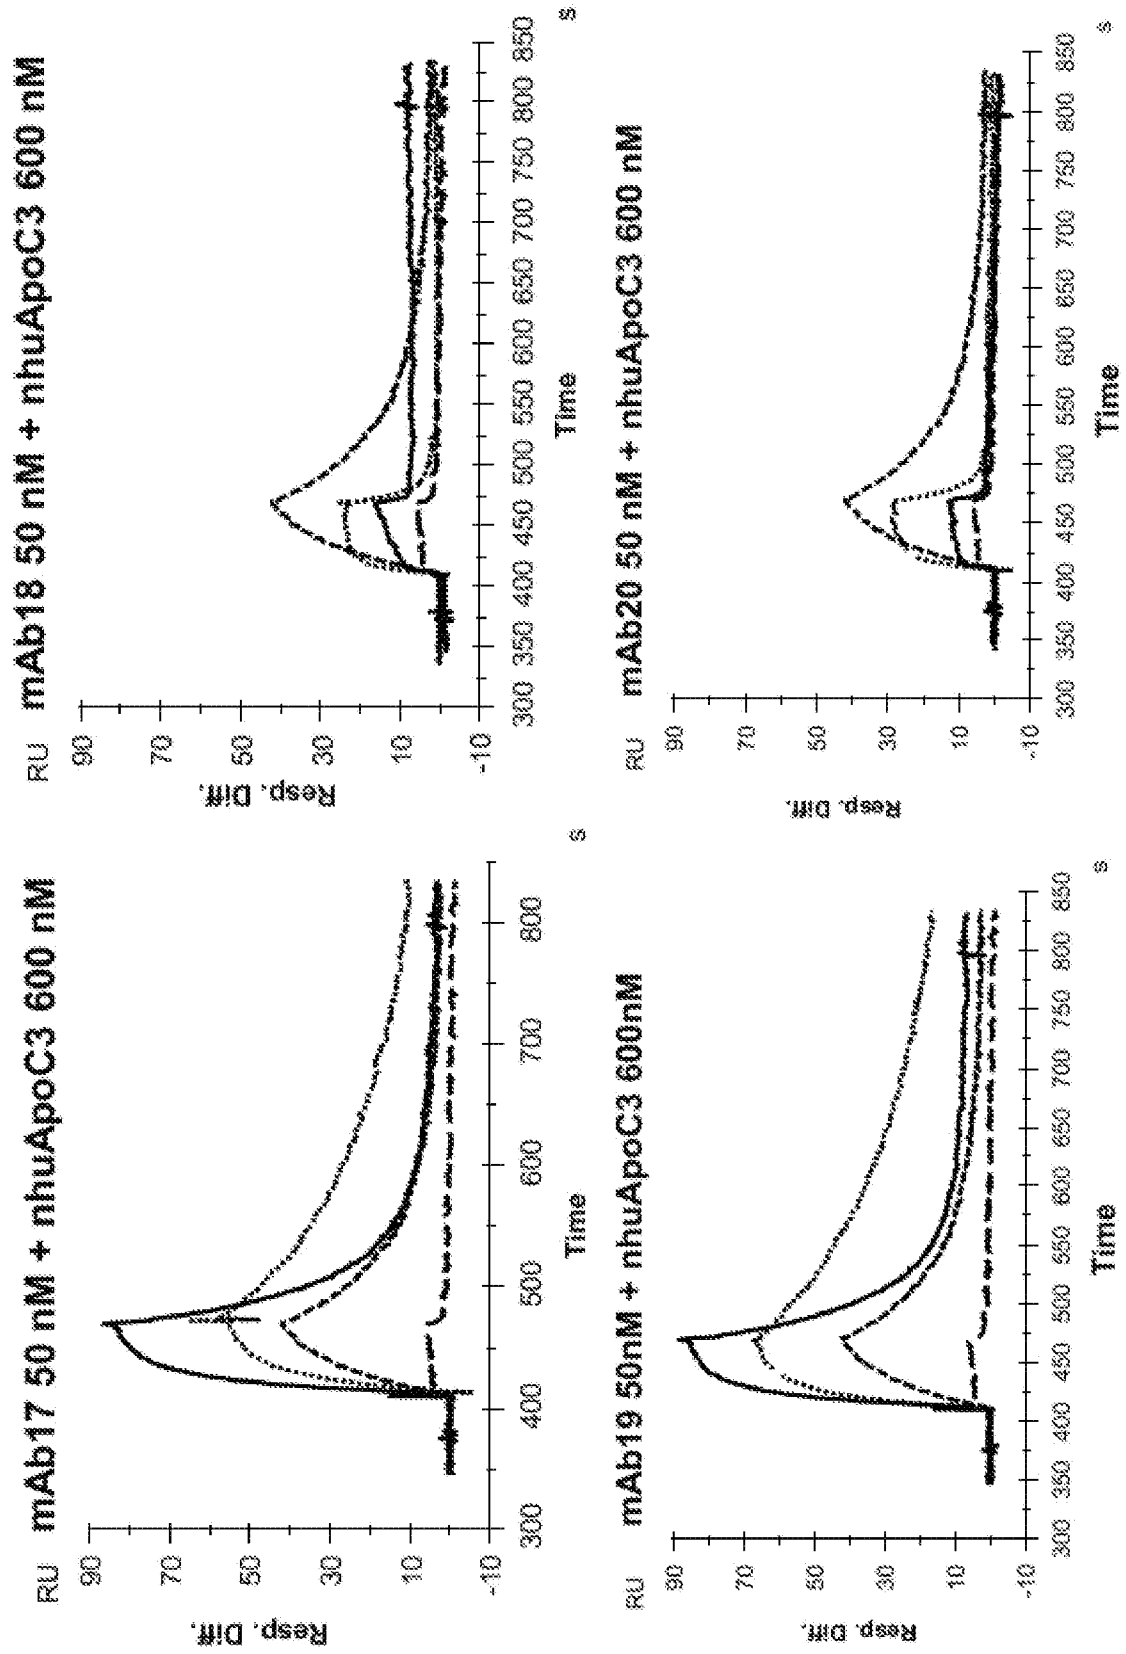 mAb17 50 nM + nhuApoC3 600 nM
RU
90
70
50
30
10
-10
Resp. Diff.
300 400 500 600 700 800
Time
s
mAb18 50 nM + nhuApoC3 600 nM
RU
90
70
50
30
10
-10
Resp. Diff.
300 350 400 450 500 550 600 650 700 750 800 850
Time
s
mAb19 50nM + nhuApoC3 600nM
RU
90
70
50
30
10
-10
Resp. Diff.
300 350 400 450 500 550 600 650 700 750 800 850
Time
s
mAb20 50 nM + nhuApoC3 600 nM
RU
90
70
50
30
10
-10
Resp. Diff.
300 350 400 450 500 550 600 650 700 750 800 850
Time
s